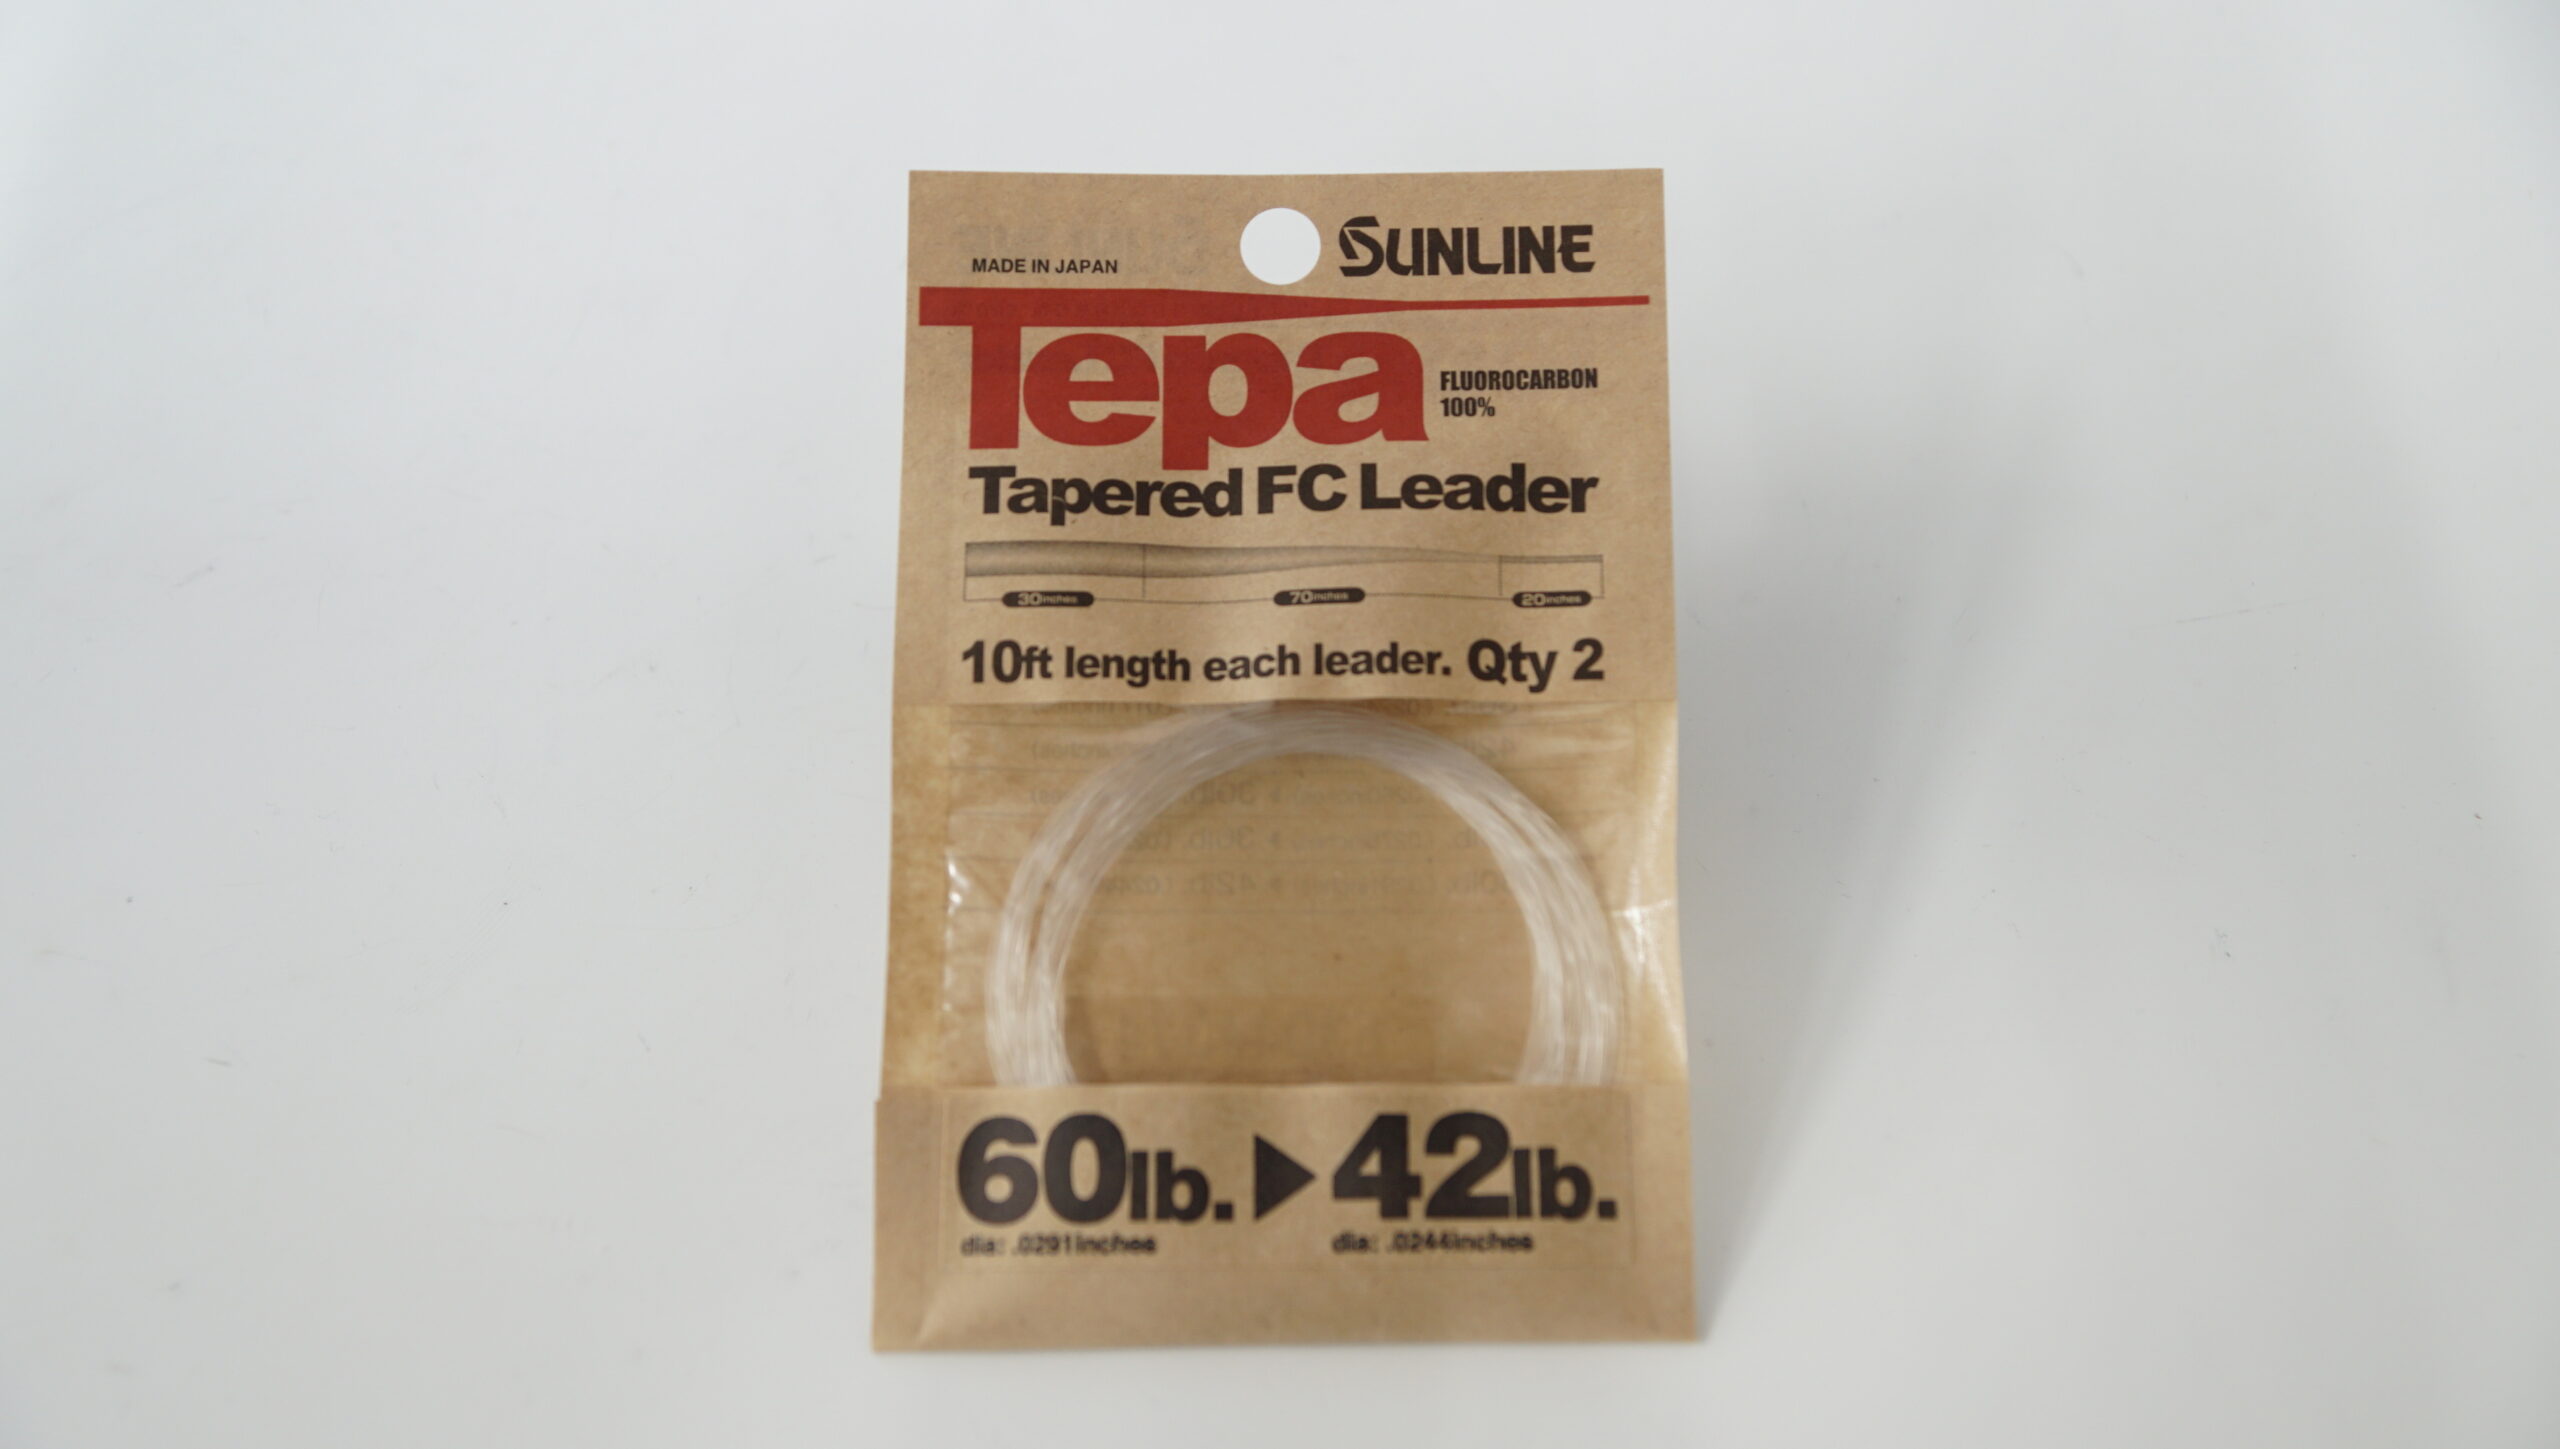 MADE IN JAPAN
SUNLINE
Tepa
FLUOROCARBON
100%
Tapered FC Leader
30inches 70inches 20inches
10ft length each leader. Qty 2
60lb. ▶ 42lb.
dia: .0291inches dia: .0244inches